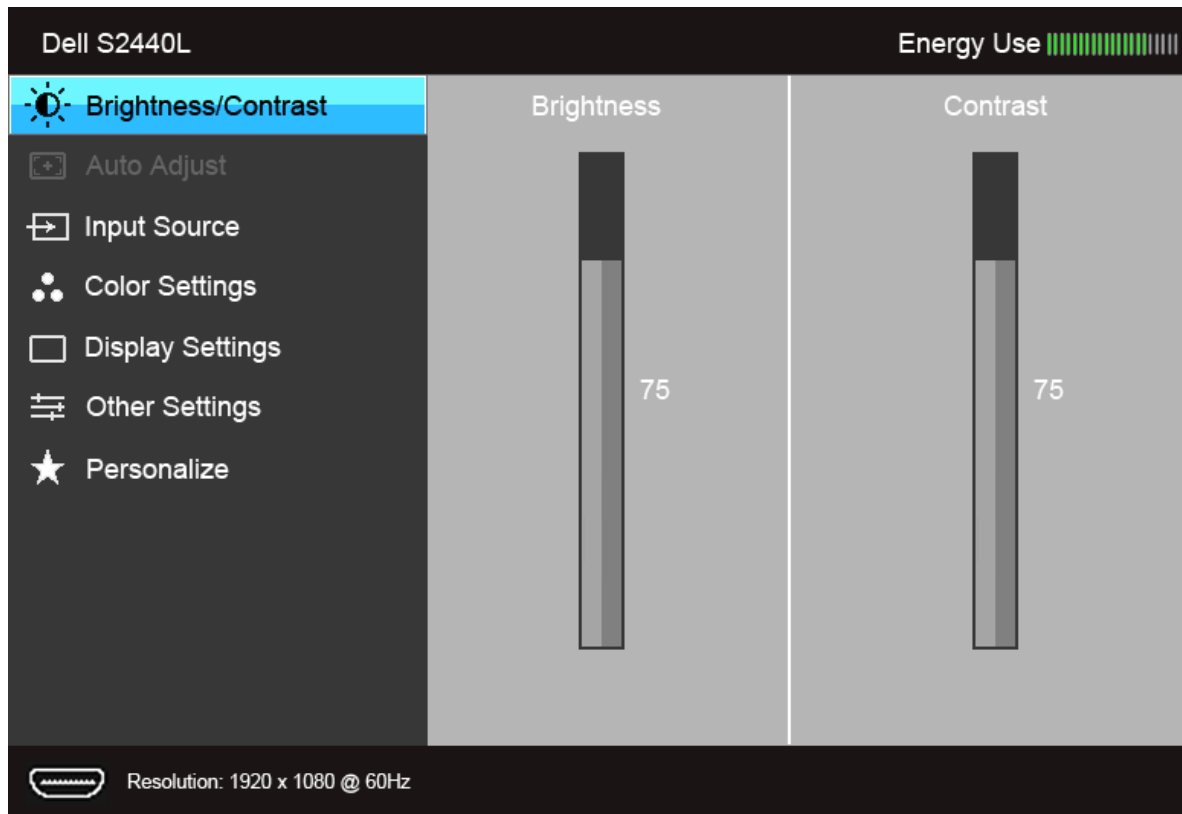 Dell S2440L
Energy Use
Brightness/Contrast
Auto Adjust
Input Source
Color Settings
Display Settings
Other Settings
Personalize
Brightness
75
Contrast
75
Resolution: 1920 x 1080 @ 60Hz